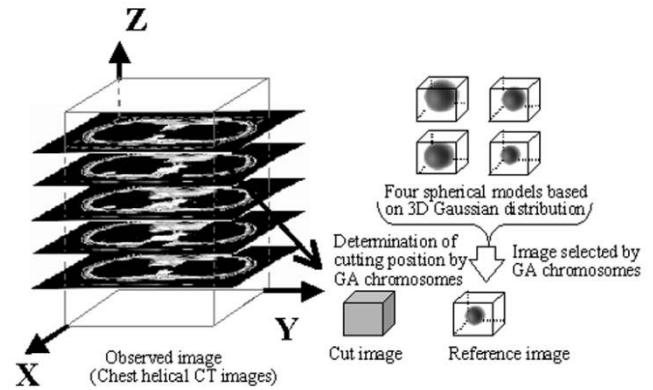 Z
Y
X
Observed image
(Chest helical CT images)
Four spherical models based
on 3D Gaussian distribution
Determination of
cutting position by
GA chromosomes
Image selected by
GA chromosomes
Cut image
Reference image